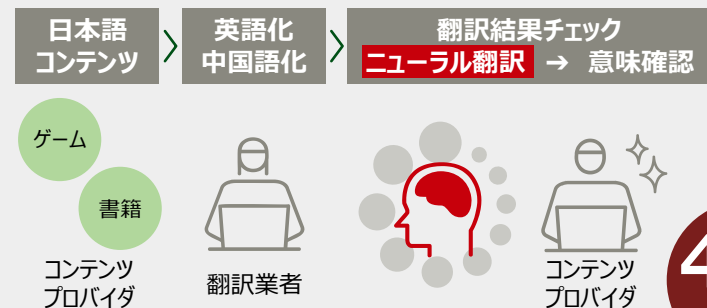 日本語
コンテンツ
英語化
中国語化
翻訳結果チェック
ニューラル翻訳 → 意味確認
ゲーム
書籍
コンテンツ
プロバイダ
翻訳業者
コンテンツ
プロバイダ
4